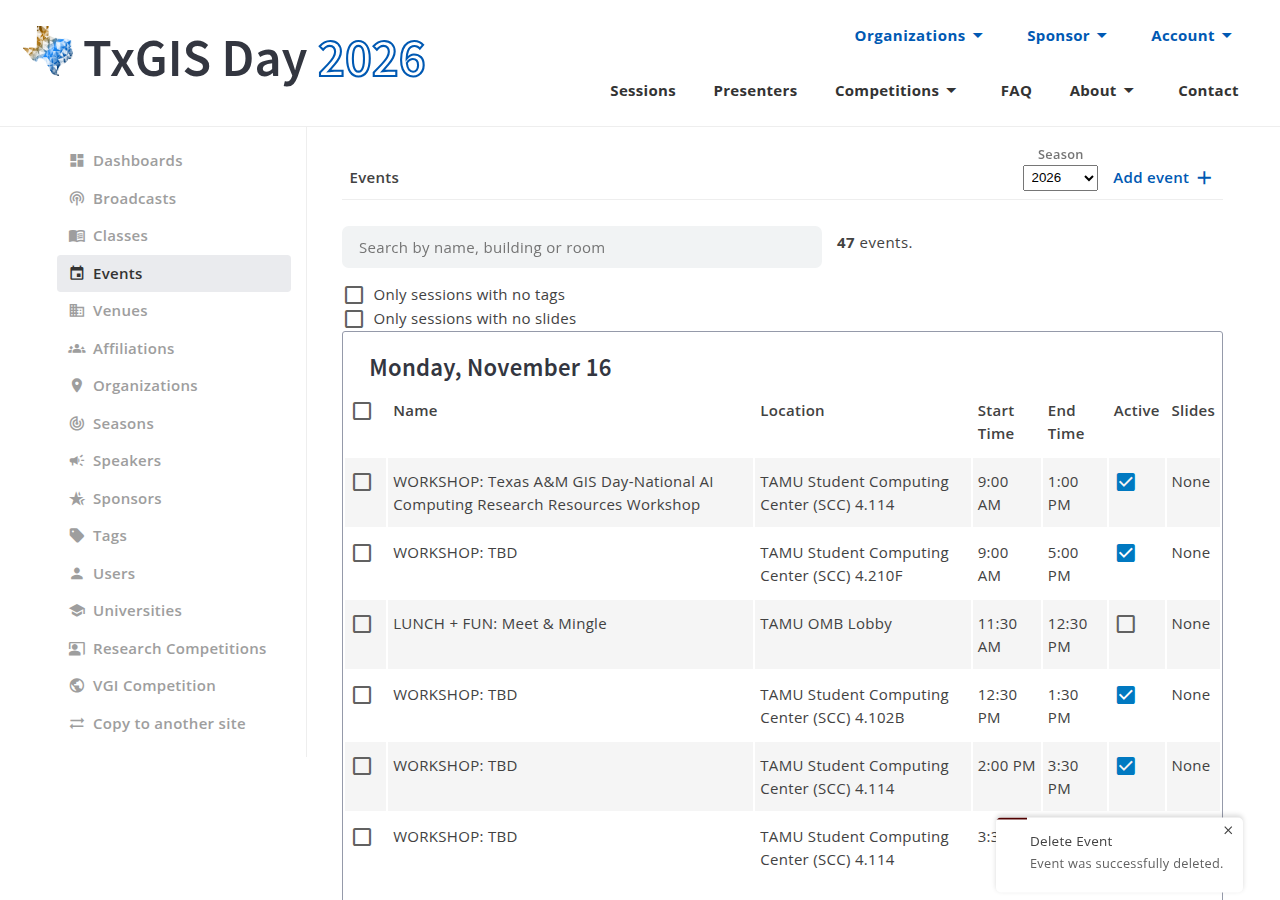 TxGIS Day 2026
Organizations
Sponsor
Account
Sessions
Presenters
Competitions
FAQ
About
Contact
Dashboards
Broadcasts
Classes
Events
Venues
Affiliations
Organizations
Seasons
Speakers
Sponsors
Tags
Users
Universities
Research Competitions
VGI Competition
Copy to another site
Events
Season
2026
Add event
Search by name, building or room
47 events.
Only sessions with no tags
Only sessions with no slides
Monday, November 16
Name
Location
Start
Time
End
Time
Active
Slides
WORKSHOP: Texas A&M GIS Day-National AI
Computing Research Resources Workshop
TAMU Student Computing
Center (SCC) 4.114
9:00
AM
1:00
PM
None
WORKSHOP: TBD
TAMU Student Computing
Center (SCC) 4.210F
9:00
AM
5:00
PM
None
LUNCH + FUN: Meet & Mingle
TAMU OMB Lobby
11:30
AM
12:30
PM
None
WORKSHOP: TBD
TAMU Student Computing
Center (SCC) 4.102B
12:30
PM
1:30
PM
None
WORKSHOP: TBD
TAMU Student Computing
Center (SCC) 4.114
2:00 PM
3:30
PM
None
WORKSHOP: TBD
TAMU Student Computing
Center (SCC) 4.114
Delete Event
Event was successfully deleted.